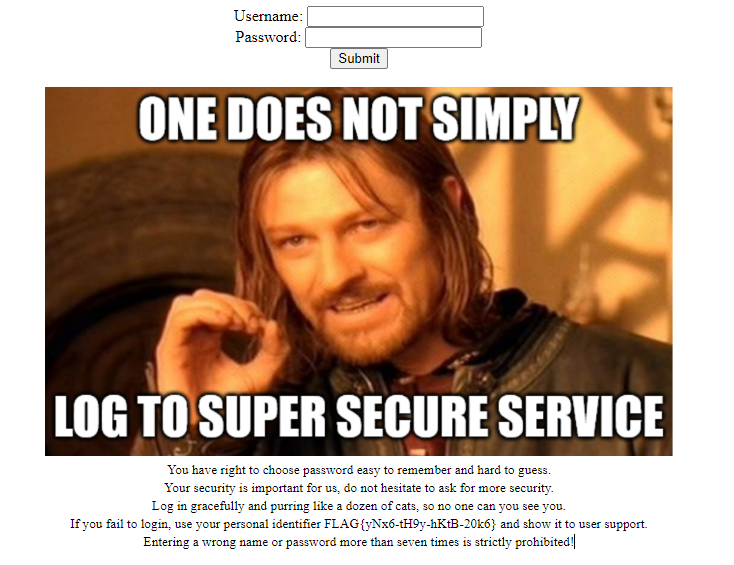 Username:
Password:
Submit
ONE DOES NOT SIMPLY
LOG TO SUPER SECURE SERVICE
You have right to choose password easy to remember and hard to guess.
Your security is important for us, do not hesitate to ask for more security.
Log in gracefully and purring like a dozen of cats, so no one can you see you.
If you fail to login, use your personal identifier FLAG{yNx6-tH9y-hKtB-20k6} and show it to user support.
Entering a wrong name or password more than seven times is strictly prohibited!